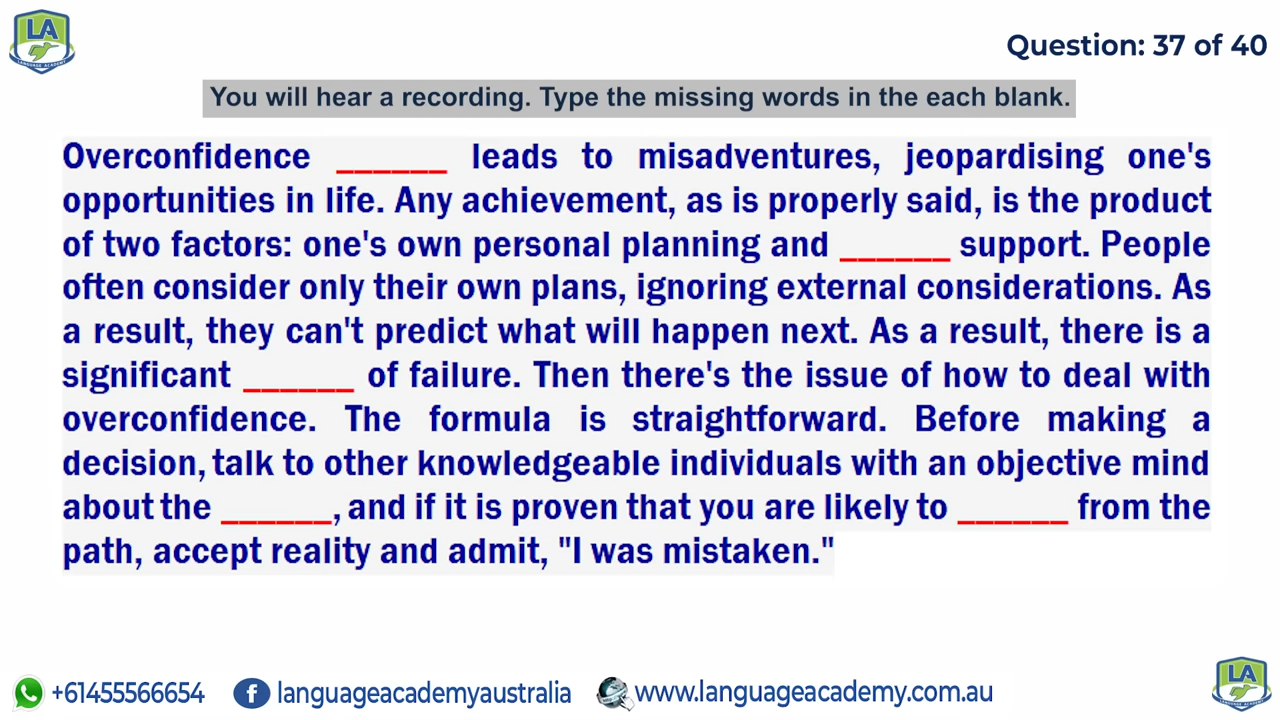 LA
LANGUAGE ACADEMY
Question: 37 of 40
You will hear a recording. Type the missing words in the each blank.
Overconfidence ______ leads to misadventures, jeopardising one's
opportunities in life. Any achievement, as is properly said, is the product
of two factors: one's own personal planning and ______ support. People
often consider only their own plans, ignoring external considerations. As
a result, they can't predict what will happen next. As a result, there is a
significant ______ of failure. Then there's the issue of how to deal with
overconfidence. The formula is straightforward. Before making a
decision, talk to other knowledgeable individuals with an objective mind
about the ______, and if it is proven that you are likely to ______ from the
path, accept reality and admit, "I was mistaken."
+61455566654
languageacademyaustralia
www.languageacademy.com.au
LA
LANGUAGE ACADEMY